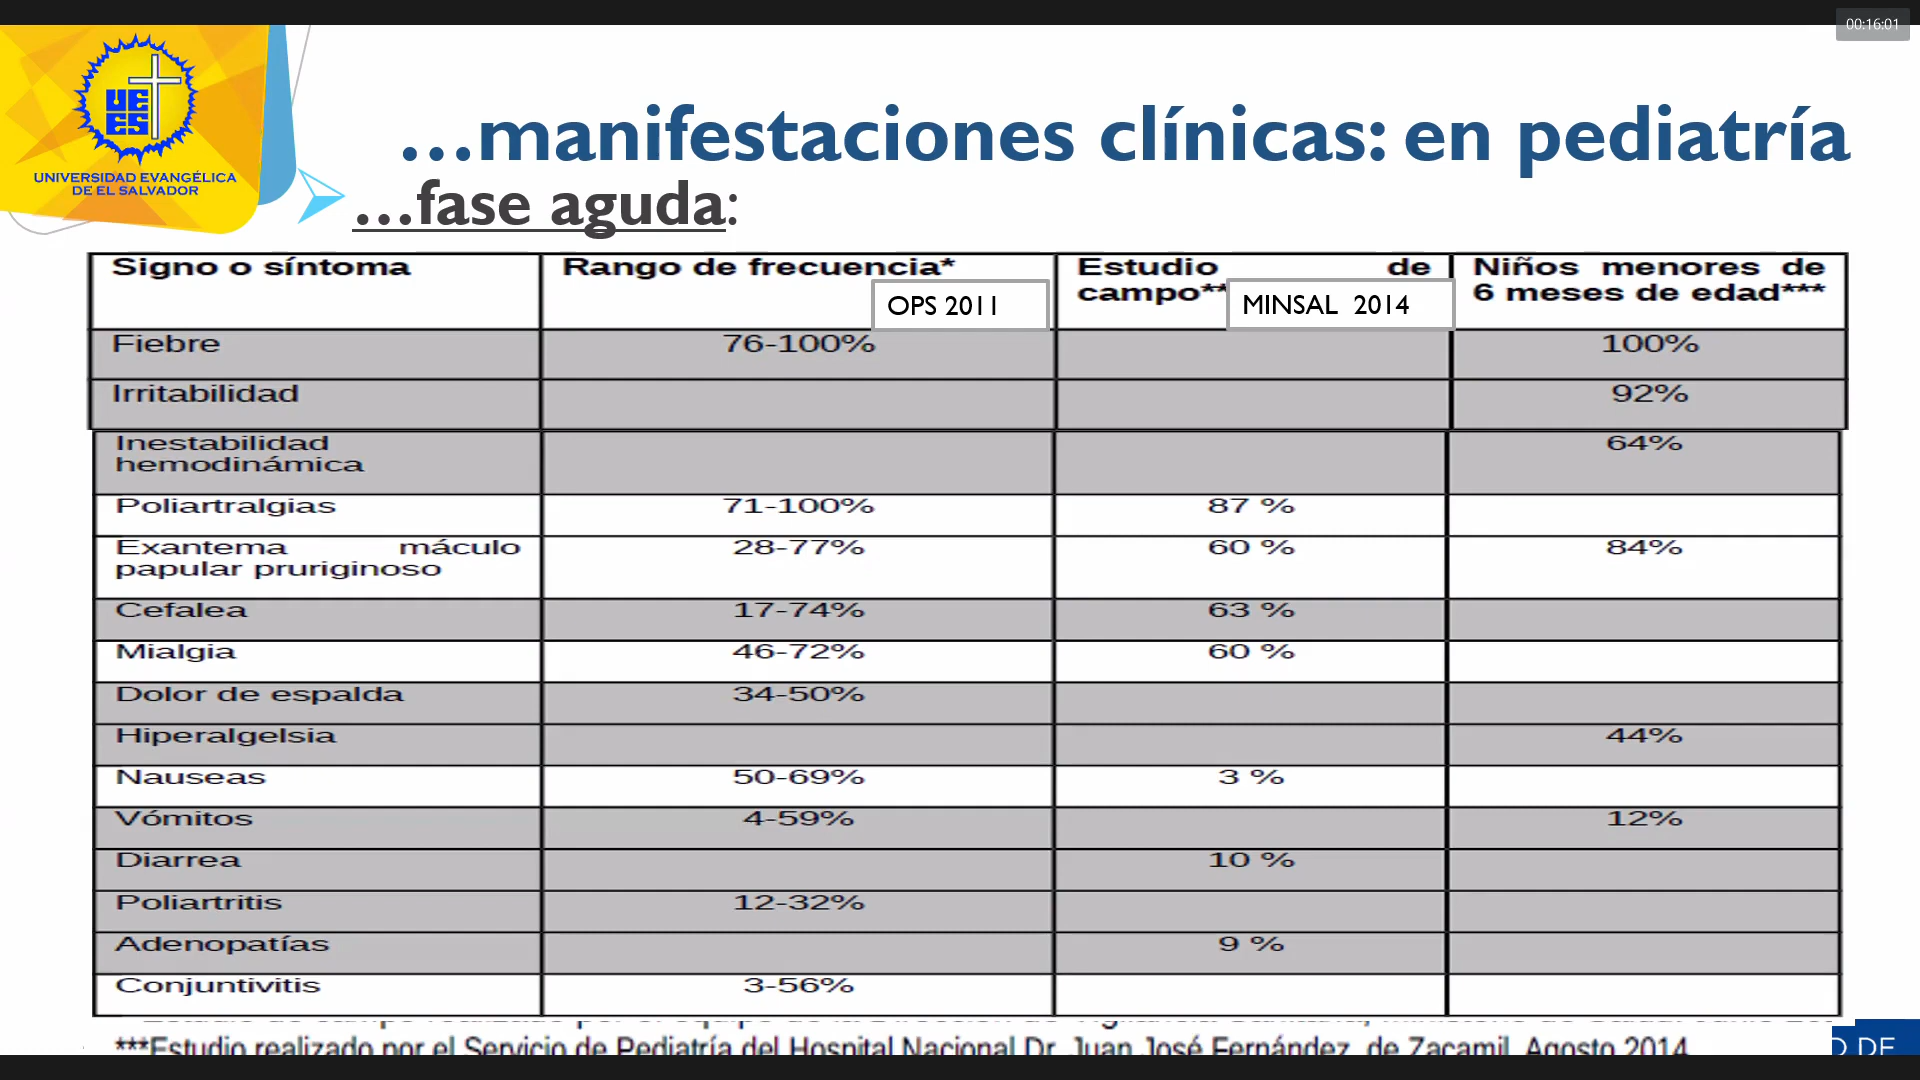 00:16:01
UE
ES
UNIVERSIDAD EVANGÉLICA
DE EL SALVADOR
...manifestaciones clínicas: en pediatría
...fase aguda:
Signo o síntoma Rango de frecuencia* Estudio de campo** Niños menores de 6 meses de edad***
OPS 2011 MINSAL 2014
Fiebre 76-100% 100%
Irritabilidad 92%
Inestabilidad hemodinámica 64%
Poliartralgias 71-100% 87 %
Exantema máculo papular pruriginoso 28-77% 60 % 84%
Cefalea 17-74% 63 %
Mialgia 46-72% 60 %
Dolor de espalda 34-50%
Hiperalgelsia 44%
Nauseas 50-69% 3 %
Vómitos 4-59% 12%
Diarrea 10 %
Poliartritis 12-32%
Adenopatías 9 %
Conjuntivitis 3-56%
***Estudio realizado por el Servicio de Pediatría del Hospital Nacional Dr. Juan José Fernández, de Zacamil. Agosto 2014
DE